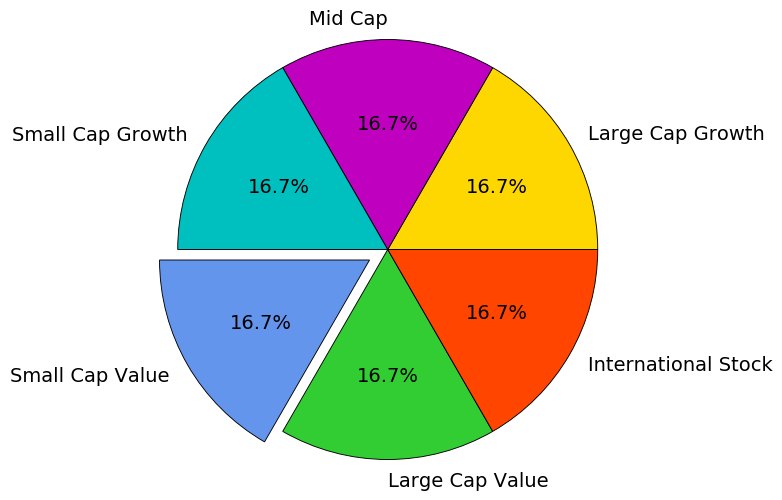 Mid Cap
16.7%
Small Cap Growth
Large Cap Growth
16.7%
16.7%
16.7%
16.7%
Small Cap Value
International Stock
16.7%
Large Cap Value